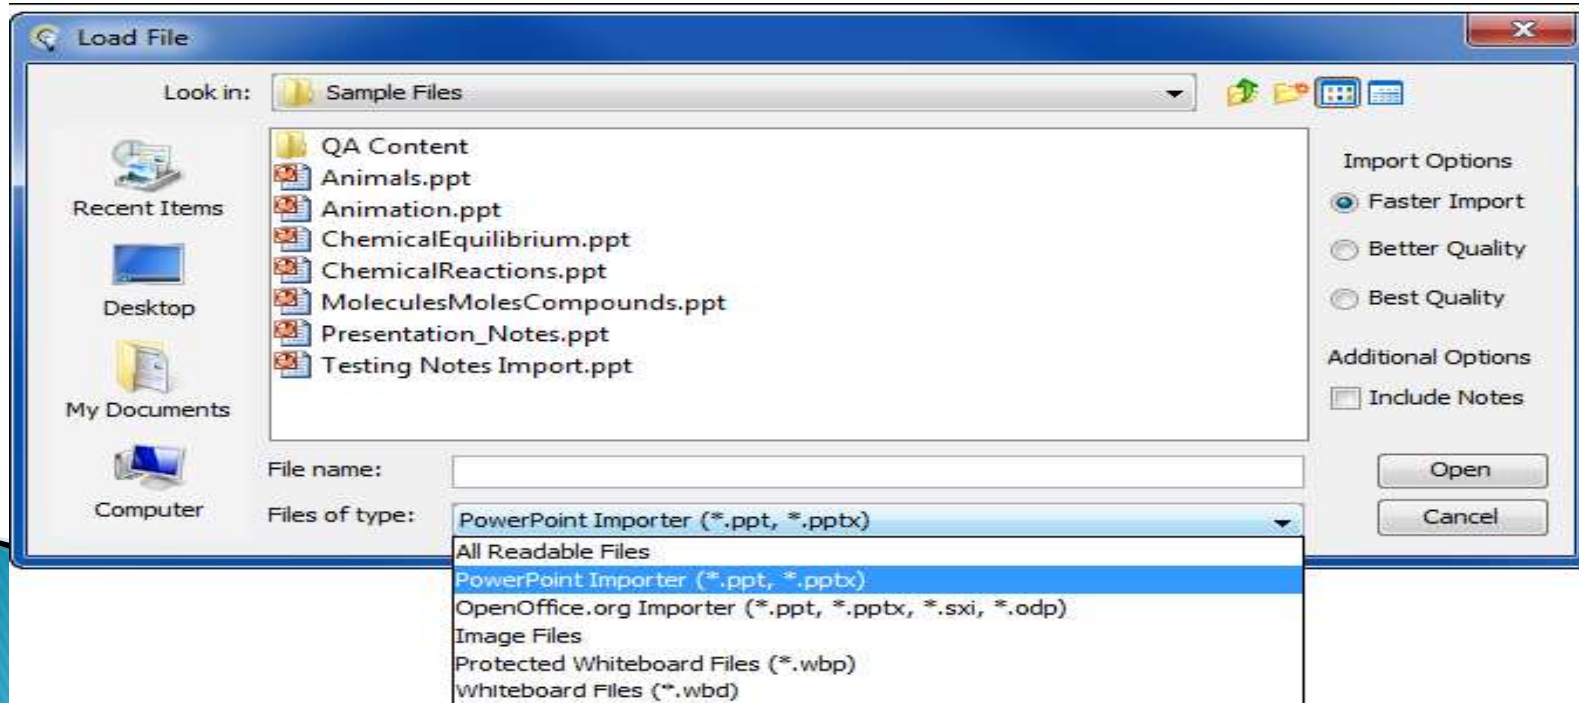 Load File
Look in: Sample Files
Recent Items
Desktop
My Documents
Computer
QA Content
Animals.ppt
Animation.ppt
ChemicalEquilibrium.ppt
ChemicalReactions.ppt
MoleculesMolesCompounds.ppt
Presentation_Notes.ppt
Testing Notes Import.ppt
Import Options
Faster Import
Better Quality
Best Quality
Additional Options
Include Notes
File name:
Open
Files of type: PowerPoint Importer (*.ppt, *.pptx)
Cancel
All Readable Files
PowerPoint Importer (*.ppt, *.pptx)
OpenOffice.org Importer (*.ppt, *.pptx, *.sxi, *.odp)
Image Files
Protected Whiteboard Files (*.wbp)
Whiteboard Files (*.wbd)